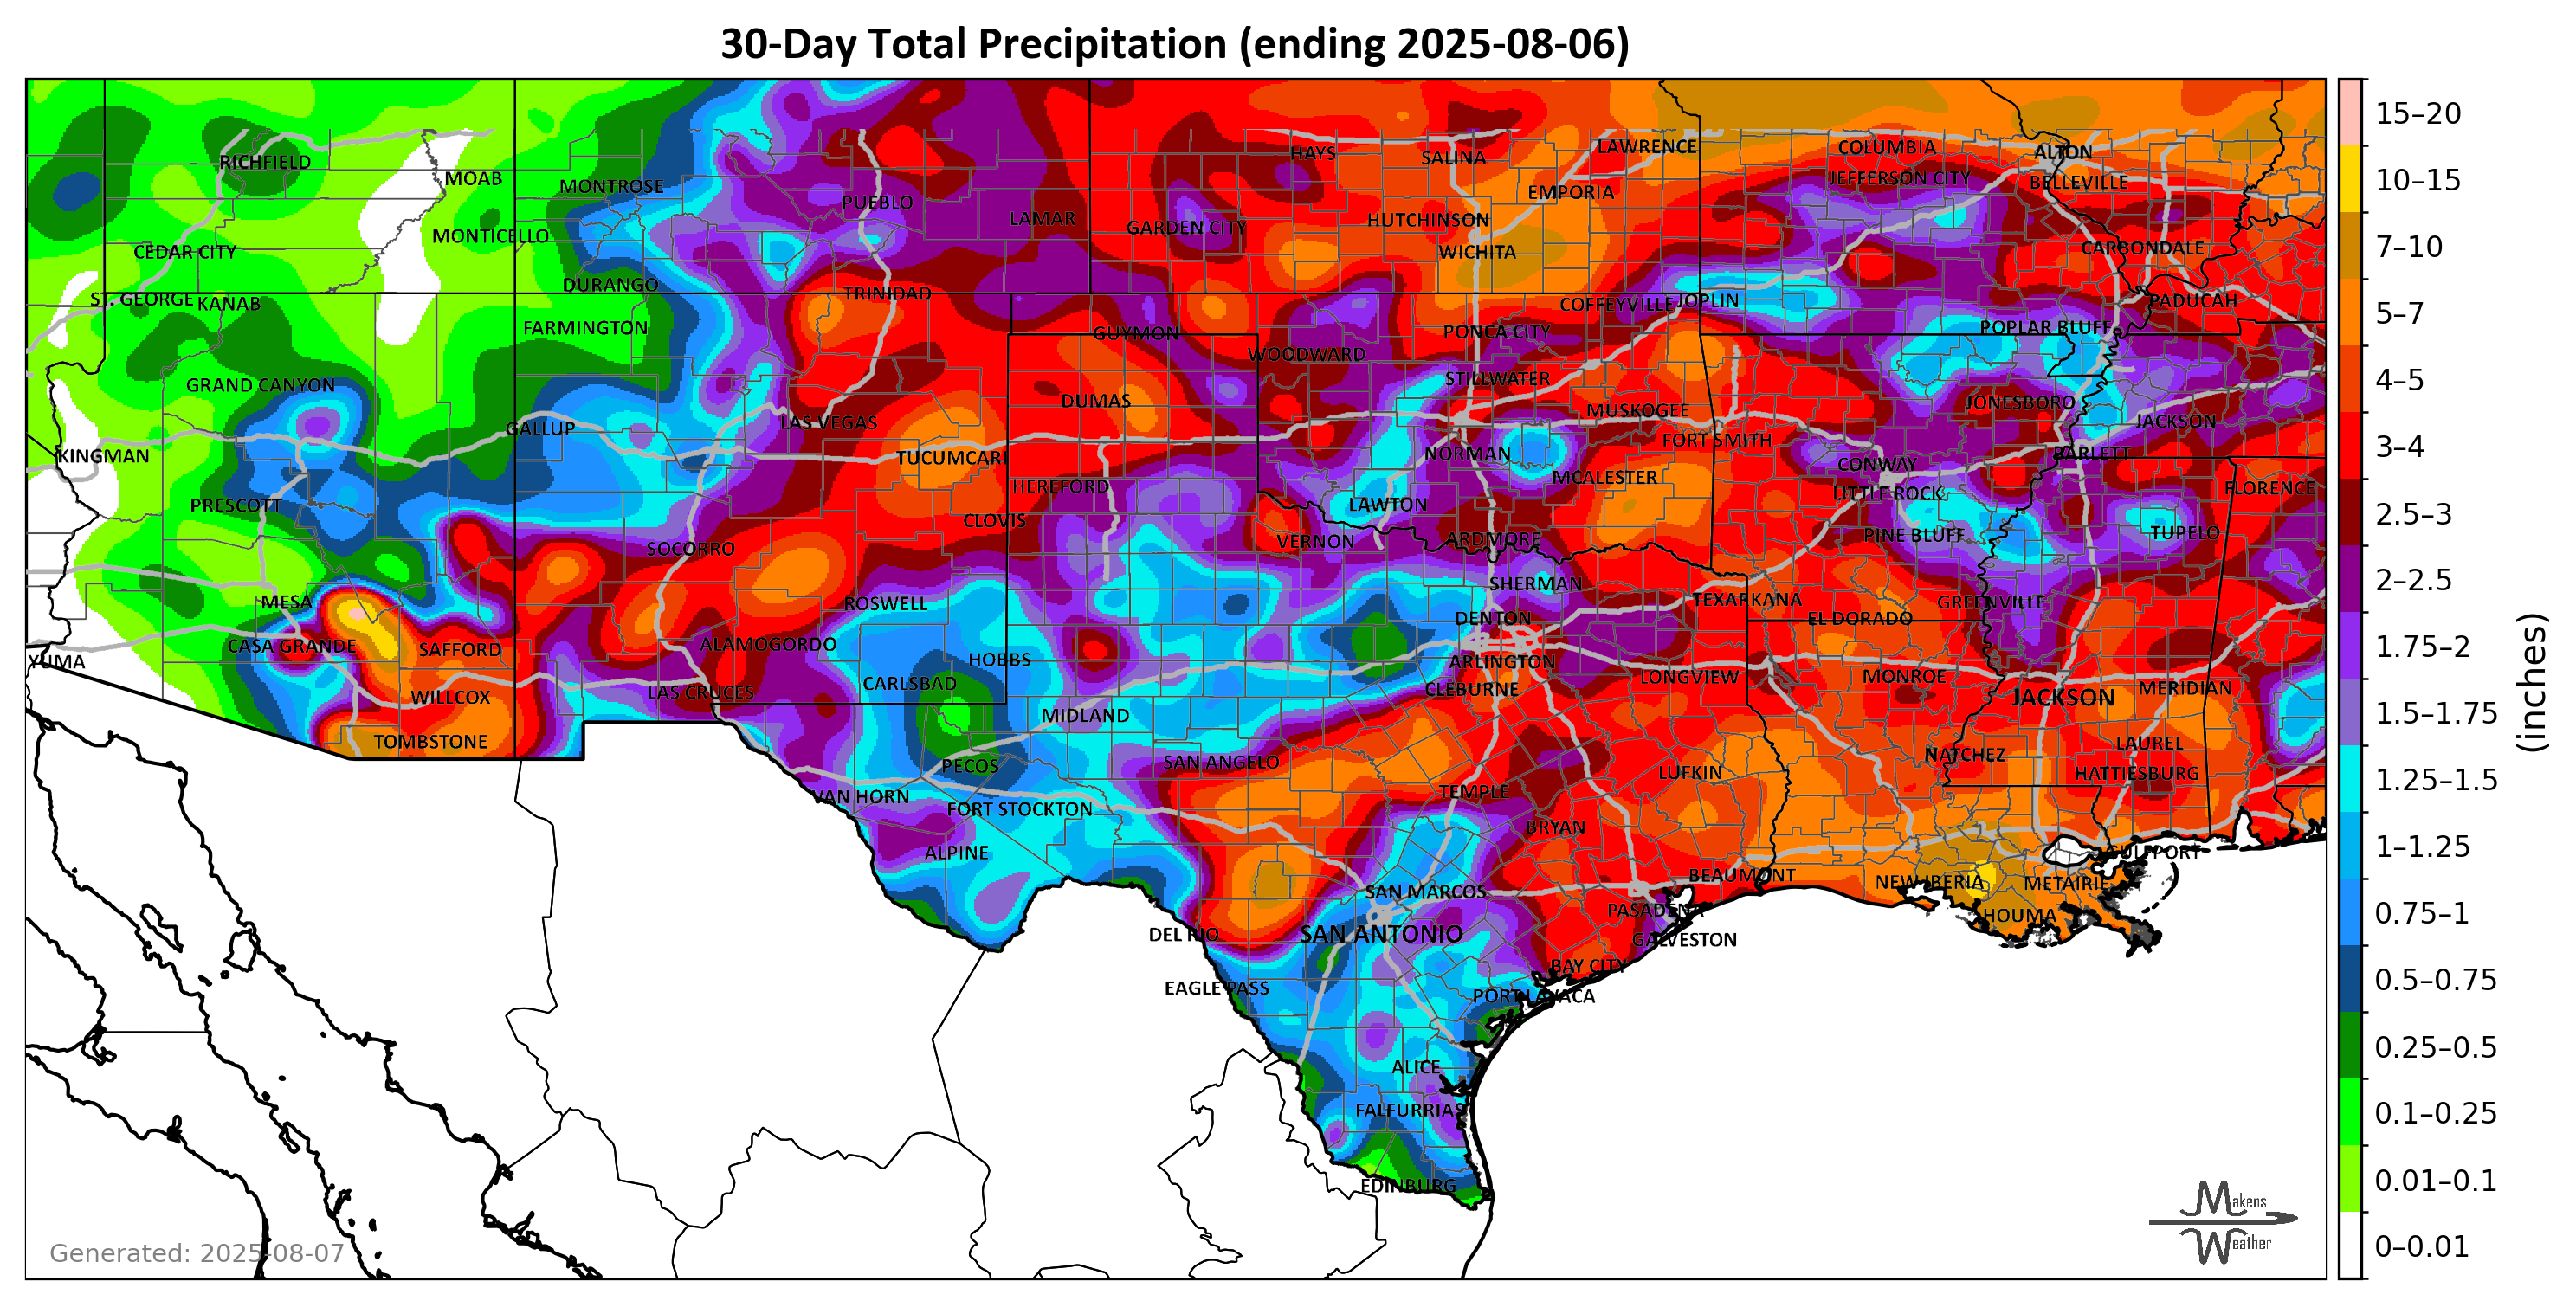 30-Day Total Precipitation (ending 2025-08-06)
RICHFIELD
MOAB
MONTROSE
PUEBLO
LAMAR
HAYS
SALINA
LAWRENCE
COLUMBIA
ALTON
JEFFERSON CITY
BELLEVILLE
EMPORIA
GARDEN CITY
HUTCHINSON
MONTICELLO
CEDAR CITY
WICHITA
CARBONDALE
DURANGO
TRINIDAD
ST. GEORGE
KANAB
COFFEYVILLE
JOPLIN
PADUCAH
FARMINGTON
GUYMON
PONCA CITY
POPLAR BLUFF
WOODWARD
GRAND CANYON
STILLWATER
DUMAS
MUSKOGEE
JONESBORO
GALLUP
LAS VEGAS
FORT SMITH
JACKSON
KINGMAN
TUCUMCARI
NORMAN
BARLETT
CONWAY
MCALESTER
HEREFORD
PRESCOTT
LAWTON
LITTLE ROCK
FLORENCE
CLOVIS
SOCORRO
VERNON
ARDMORE
PINE BLUFF
TUPELO
SHERMAN
MESA
ROSWELL
TEXARKANA
GREENVILLE
DENTON
EL DORADO
CASA GRANDE
SAFFORD
ALAMOGORDO
HOBBS
ARLINGTON
YUMA
WILLCOX
LAS CRUCES
CARLSBAD
CLEBURNE
LONGVIEW
MONROE
JACKSON
MERIDIAN
MIDLAND
TOMBSTONE
PECOS
SAN ANGELO
LUFKIN
NATCHEZ
LAUREL
HATTIESBURG
VAN HORN
FORT STOCKTON
TEMPLE
BRYAN
ALPINE
GULFPORT
SAN MARCOS
BEAUMONT
NEW IBERIA
METAIRIE
PASADENA
HOUMA
DEL RIO
SAN ANTONIO
GALVESTON
BAY CITY
EAGLE PASS
PORT LAVACA
ALICE
FALFURRIAS
EDINBURG
Generated: 2025-08-07
Makens
Weather
15–20
10–15
7–10
5–7
4–5
3–4
2.5–3
2–2.5
1.75–2
1.5–1.75
1.25–1.5
1–1.25
0.75–1
0.5–0.75
0.25–0.5
0.1–0.25
0.01–0.1
0–0.01
(inches)